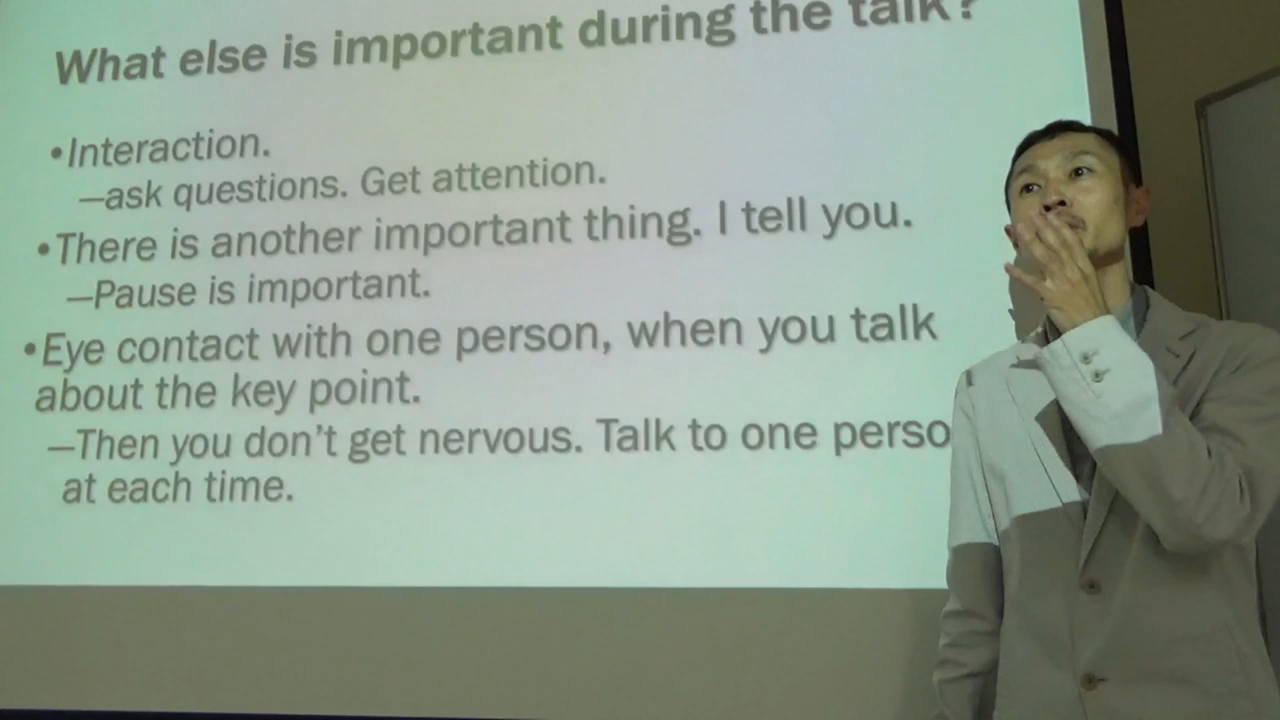 What else is important during the talk?
•Interaction.
–ask questions. Get attention.
•There is another important thing. I tell you.
–Pause is important.
•Eye contact with one person, when you talk
about the key point.
–Then you don't get nervous. Talk to one perso
at each time.